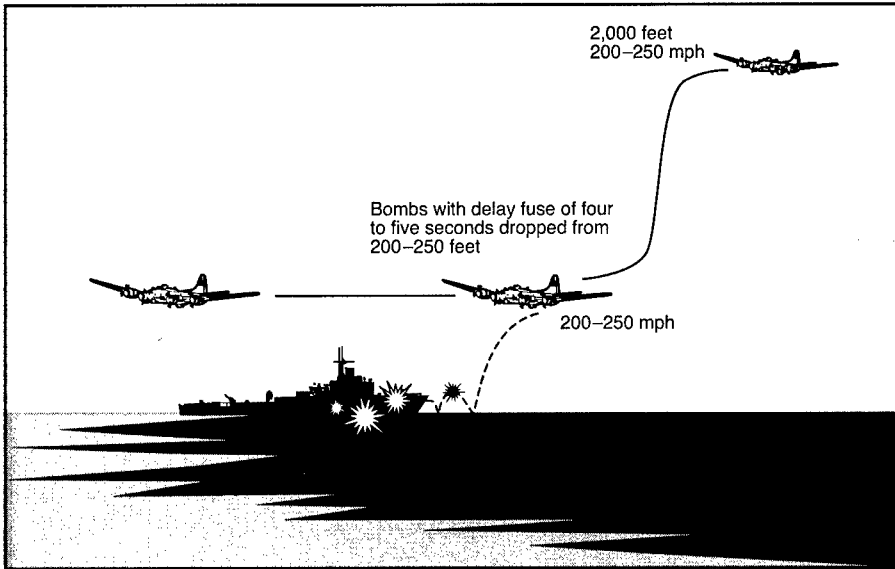 2,000 feet
200–250 mph
Bombs with delay fuse of four
to five seconds dropped from
200–250 feet
200–250 mph